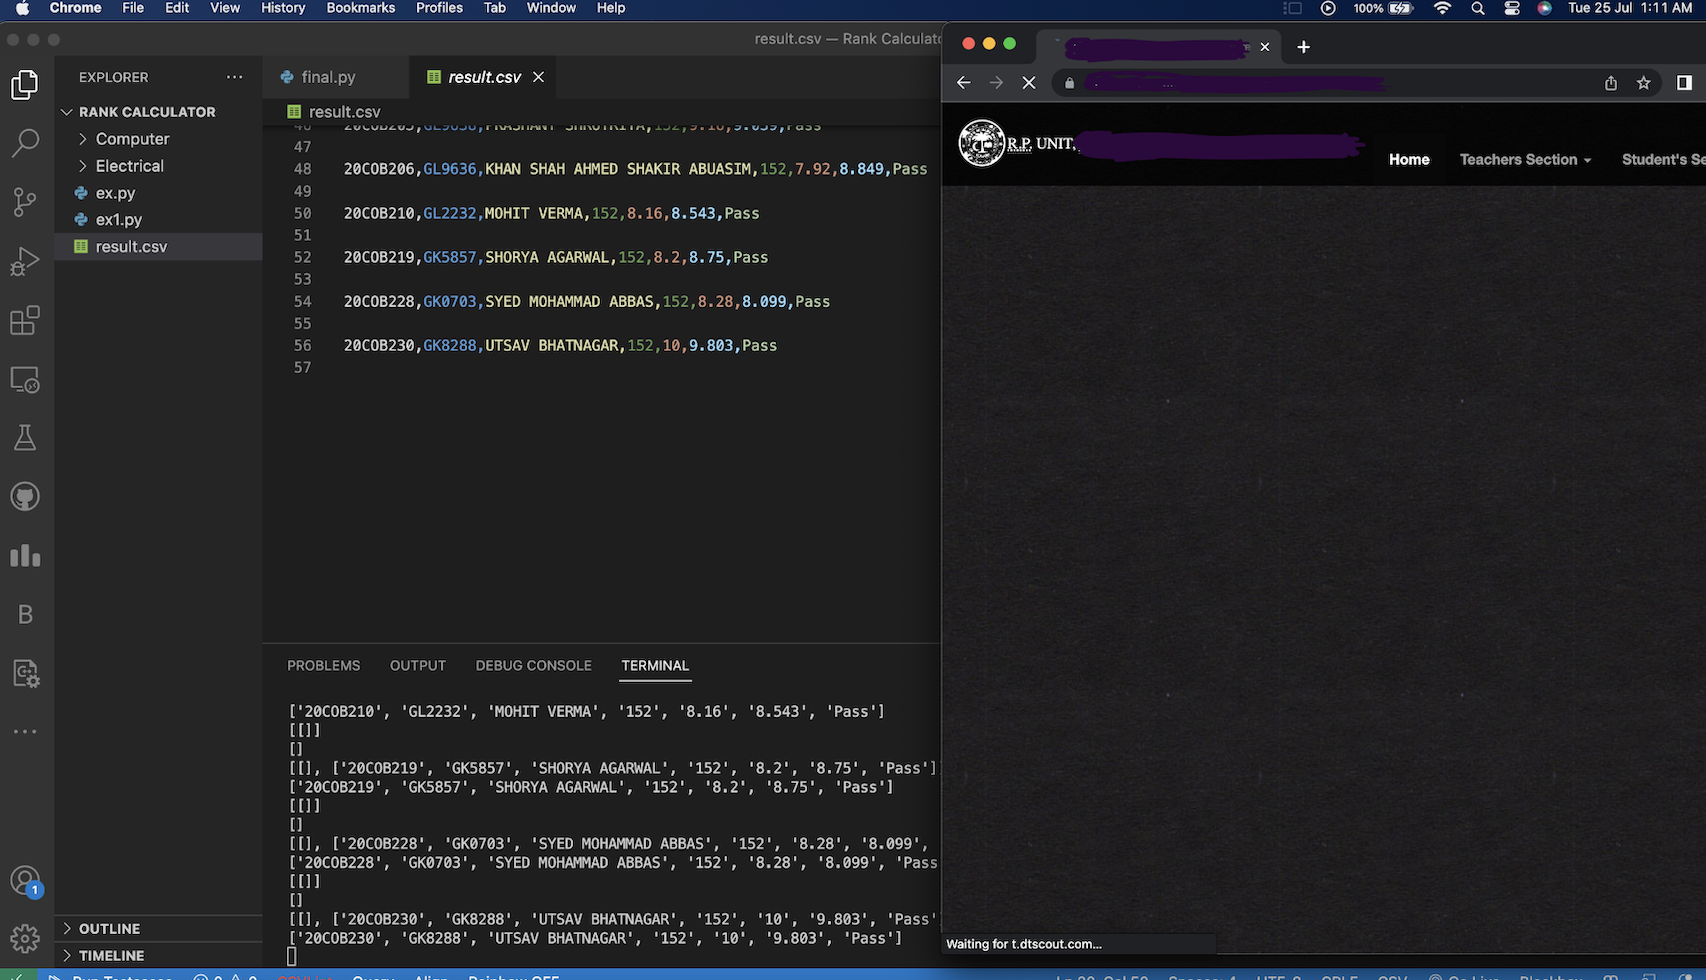 Chrome File Edit View History Bookmarks Profiles Tab Window Help 100% Tue 25 Jul 1:11 AM
result.csv — Rank Calculato
EXPLORER
final.py
result.csv
RANK CALCULATOR
Computer
Electrical
ex.py
ex1.py
result.csv
result.csv
47
48 20COB206,GL9636,KHAN SHAH AHMED SHAKIR ABUASIM,152,7.92,8.849,Pass
49
50 20COB210,GL2232,MOHIT VERMA,152,8.16,8.543,Pass
51
52 20COB219,GK5857,SHORYA AGARWAL,152,8.2,8.75,Pass
53
54 20COB228,GK0703,SYED MOHAMMAD ABBAS,152,8.28,8.099,Pass
55
56 20COB230,GK8288,UTSAV BHATNAGAR,152,10,9.803,Pass
57
PROBLEMS OUTPUT DEBUG CONSOLE TERMINAL
['20COB210', 'GL2232', 'MOHIT VERMA', '152', '8.16', '8.543', 'Pass']
[[]]
[]
[[], ['20COB219', 'GK5857', 'SHORYA AGARWAL', '152', '8.2', '8.75', 'Pass']
['20COB219', 'GK5857', 'SHORYA AGARWAL', '152', '8.2', '8.75', 'Pass']
[[]]
[]
[[], ['20COB228', 'GK0703', 'SYED MOHAMMAD ABBAS', '152', '8.28', '8.099',
['20COB228', 'GK0703', 'SYED MOHAMMAD ABBAS', '152', '8.28', '8.099', 'Pass
[[]]
[]
[[], ['20COB230', 'GK8288', 'UTSAV BHATNAGAR', '152', '10', '9.803', 'Pass'
['20COB230', 'GK8288', 'UTSAV BHATNAGAR', '152', '10', '9.803', 'Pass']
B
1
OUTLINE
TIMELINE
R.P. UNIT,
Home Teachers Section Student's Se
Waiting for t.dtscout.com...